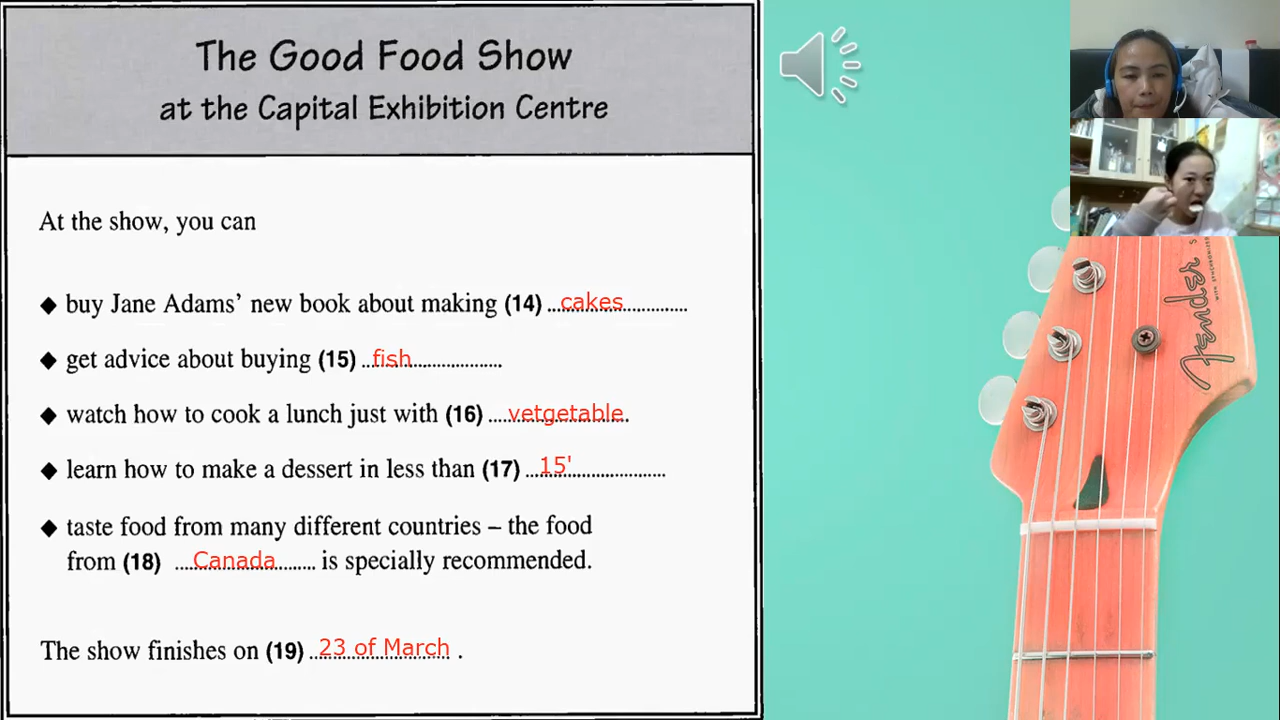 The Good Food Show
at the Capital Exhibition Centre
At the show, you can
◆ buy Jane Adams' new book about making (14) ...cakes...............
◆ get advice about buying (15) ..fish.......................
◆ watch how to cook a lunch just with (16) ....vetgetable.
◆ learn how to make a dessert in less than (17) ...15'.......................
◆ taste food from many different countries – the food
from (18) ...Canada........ is specially recommended.
The show finishes on (19) ..23 of March .
Fender
WITH SYNCHRONIZED